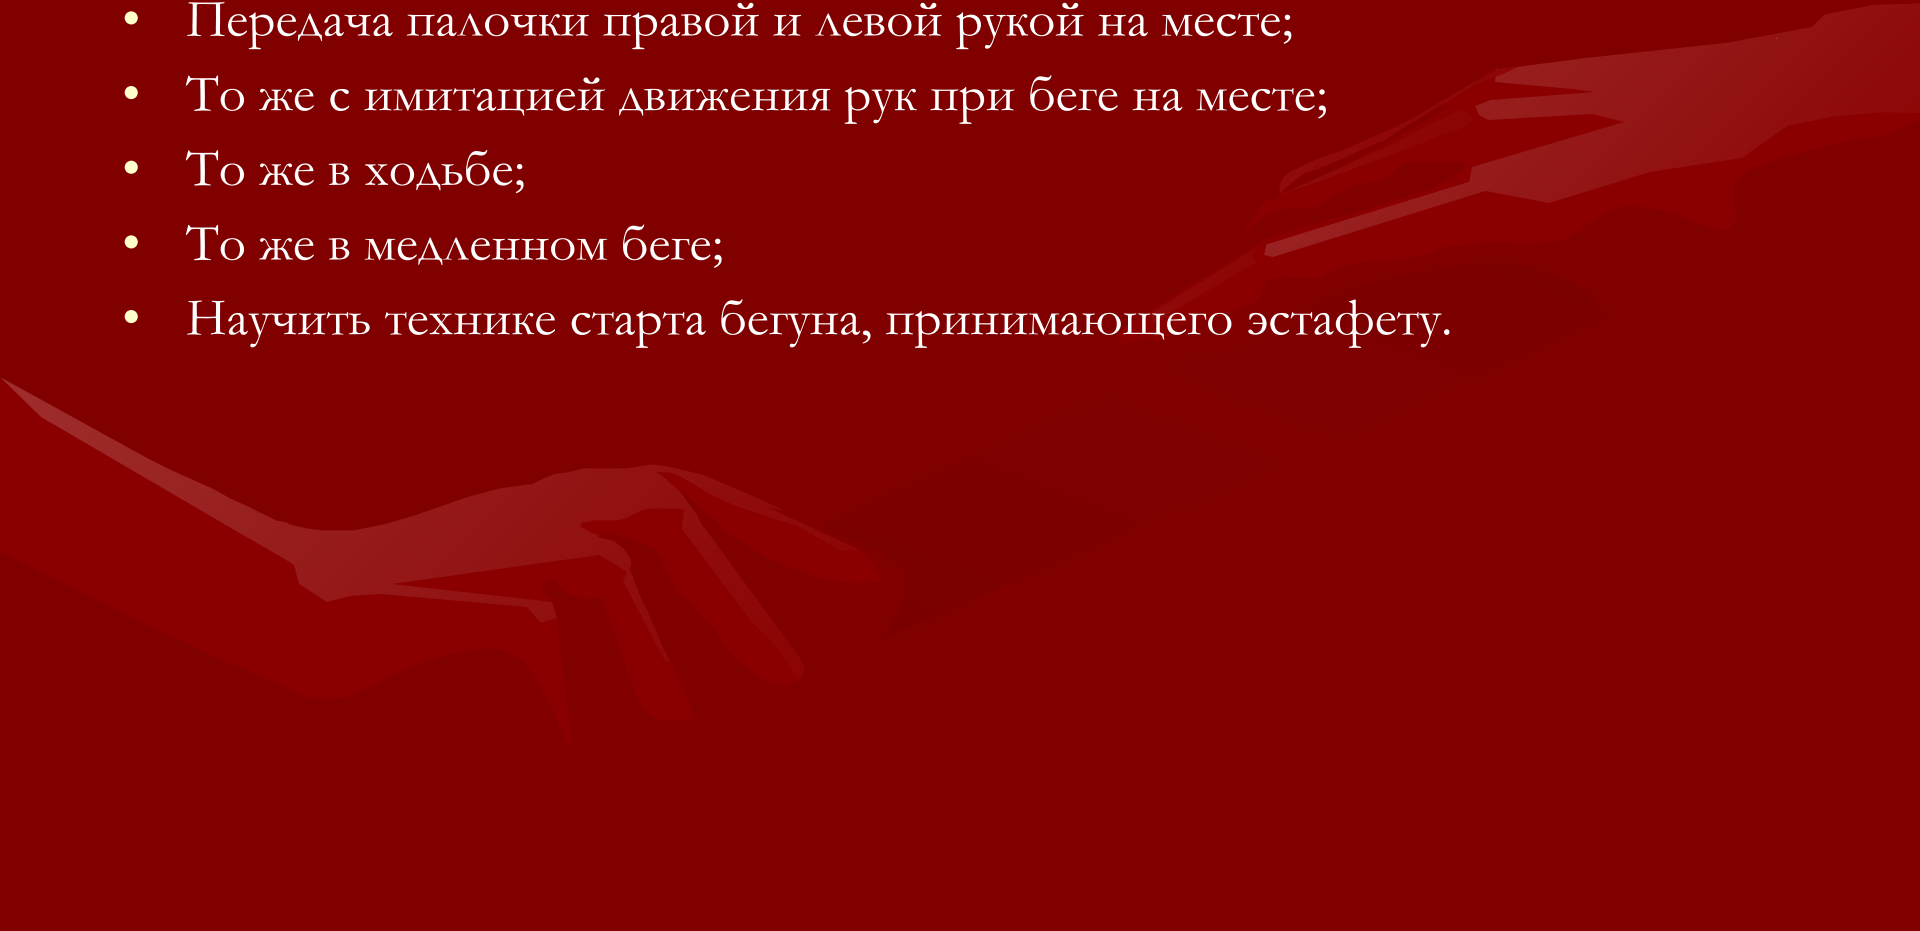 • Передача палочки правой и левой рукой на месте;
• То же с имитацией движения рук при беге на месте;
• То же в ходьбе;
• То же в медленном беге;
• Научить технике старта бегуна, принимающего эстафету.